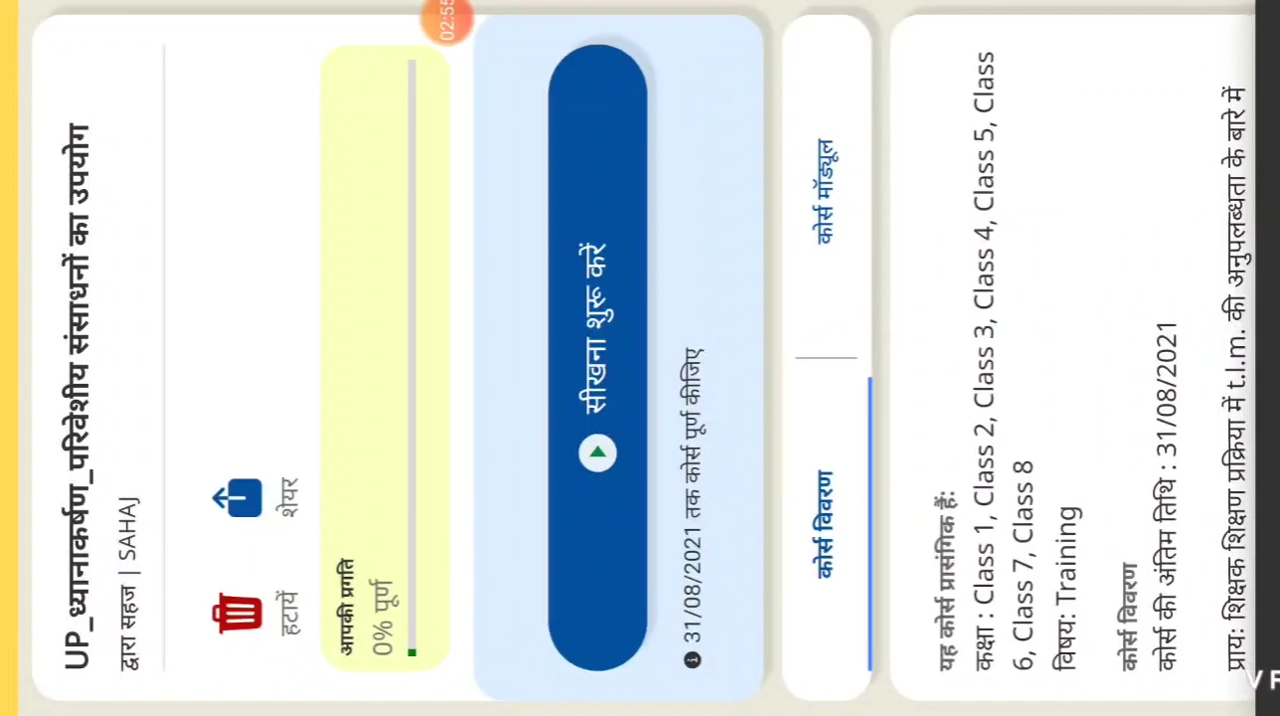 UP_ध्यानाकर्षण_परिवेशीय संसाधनों का उपयोग
द्वारा सहज | SAHAJ
हटायें
शेयर
आपकी प्रगति
0% पूर्ण
02:55
सीखना शुरू करें
31/08/2021 तक कोर्स पूर्ण कीजिए
कोर्स विवरण
कोर्स मॉड्यूल
यह कोर्स प्रासंगिक हैं:
कक्षा : Class 1, Class 2, Class 3, Class 4, Class 5, Class
6, Class 7, Class 8
विषय: Training
कोर्स विवरण
कोर्स की अंतिम तिथि : 31/08/2021
प्राय: शिक्षक शिक्षण प्रक्रिया में t.l.m. की अनुपलब्धता के बारे में